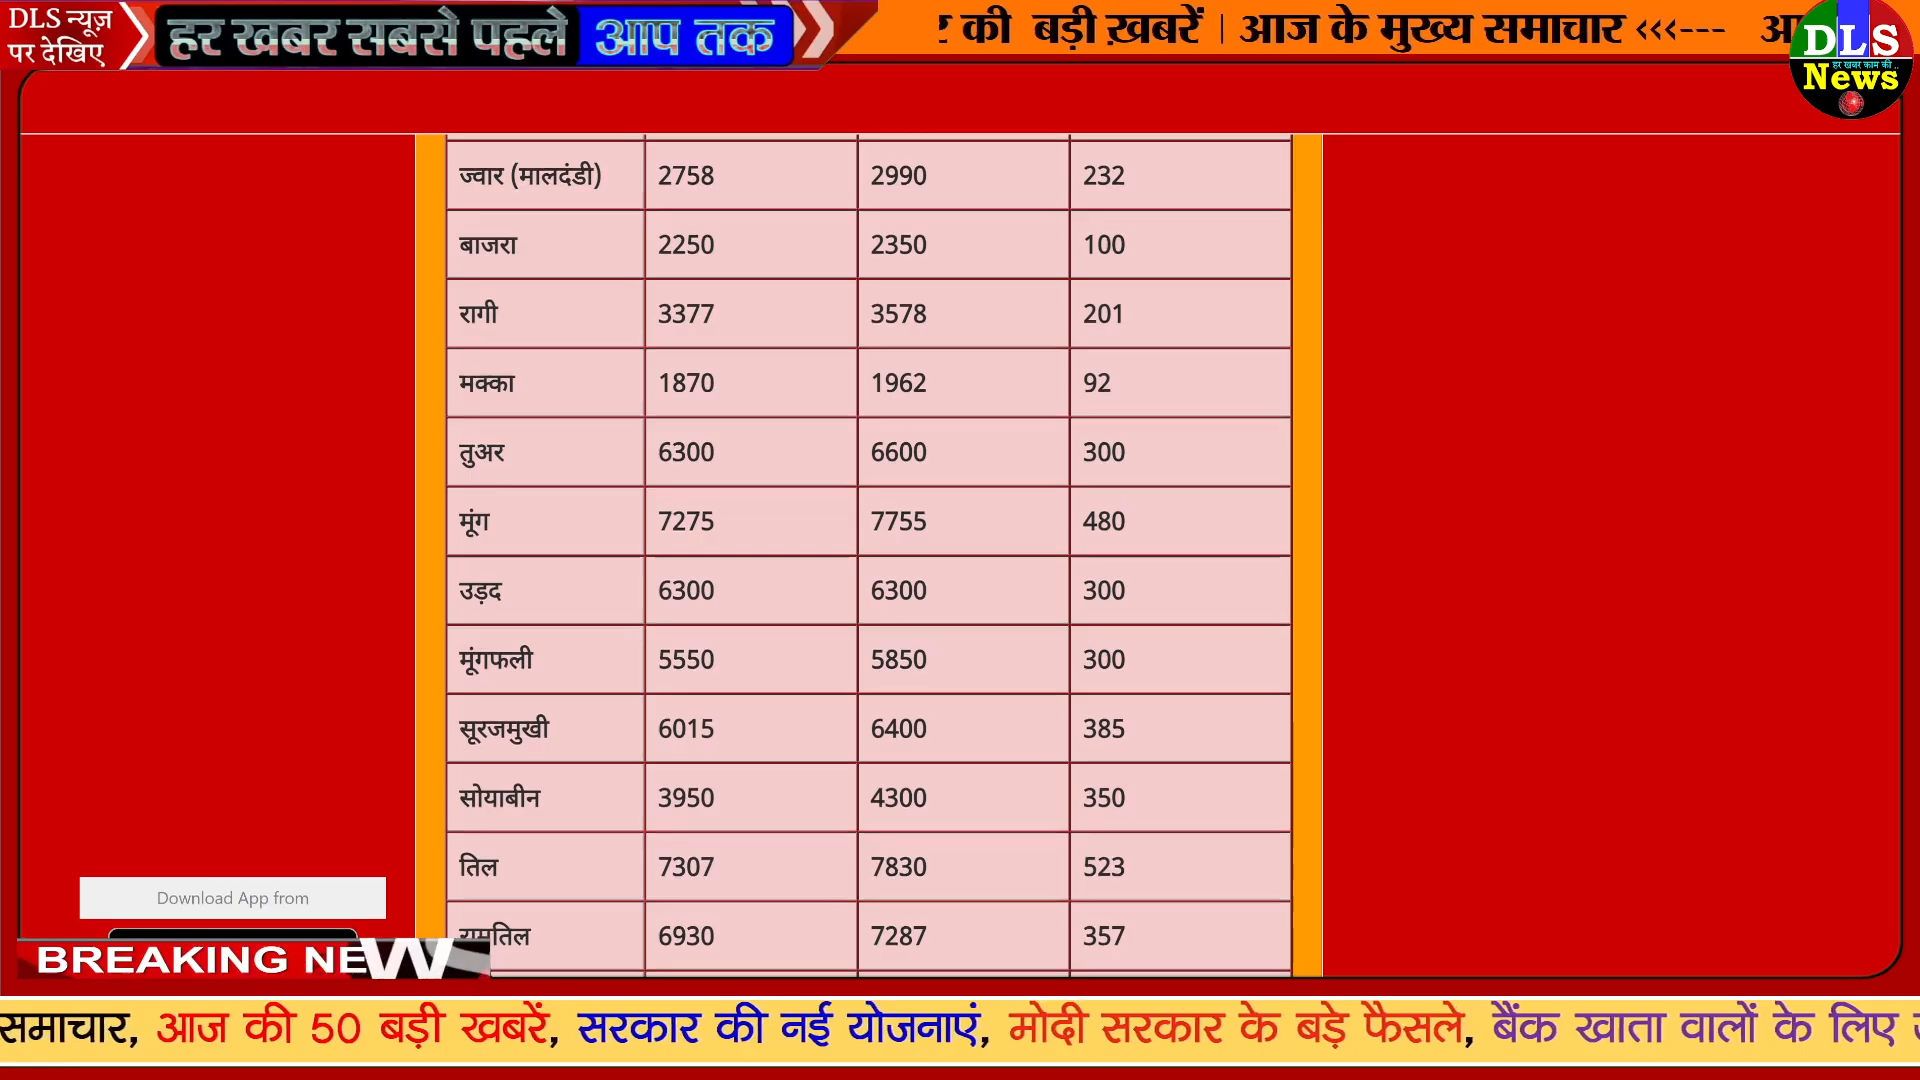 DLS न्यूज़
पर देखिए
हर खबर सबसे पहले आप तक
की बड़ी ख़बरें | आज के मुख्य समाचार <<<---
DLS
हर खबर काम की ..
News
ज्वार (मालदंडी) 2758 2990 232
बाजरा 2250 2350 100
रागी 3377 3578 201
मक्का 1870 1962 92
तुअर 6300 6600 300
मूंग 7275 7755 480
उड़द 6300 6300 300
मूंगफली 5550 5850 300
सूरजमुखी 6015 6400 385
सोयाबीन 3950 4300 350
तिल 7307 7830 523
रामतिल 6930 7287 357
Download App from
BREAKING NEW
समाचार, आज की 50 बड़ी खबरें, सरकार की नई योजनाएं, मोदी सरकार के बड़े फैसले, बैंक खाता वालों के लिए